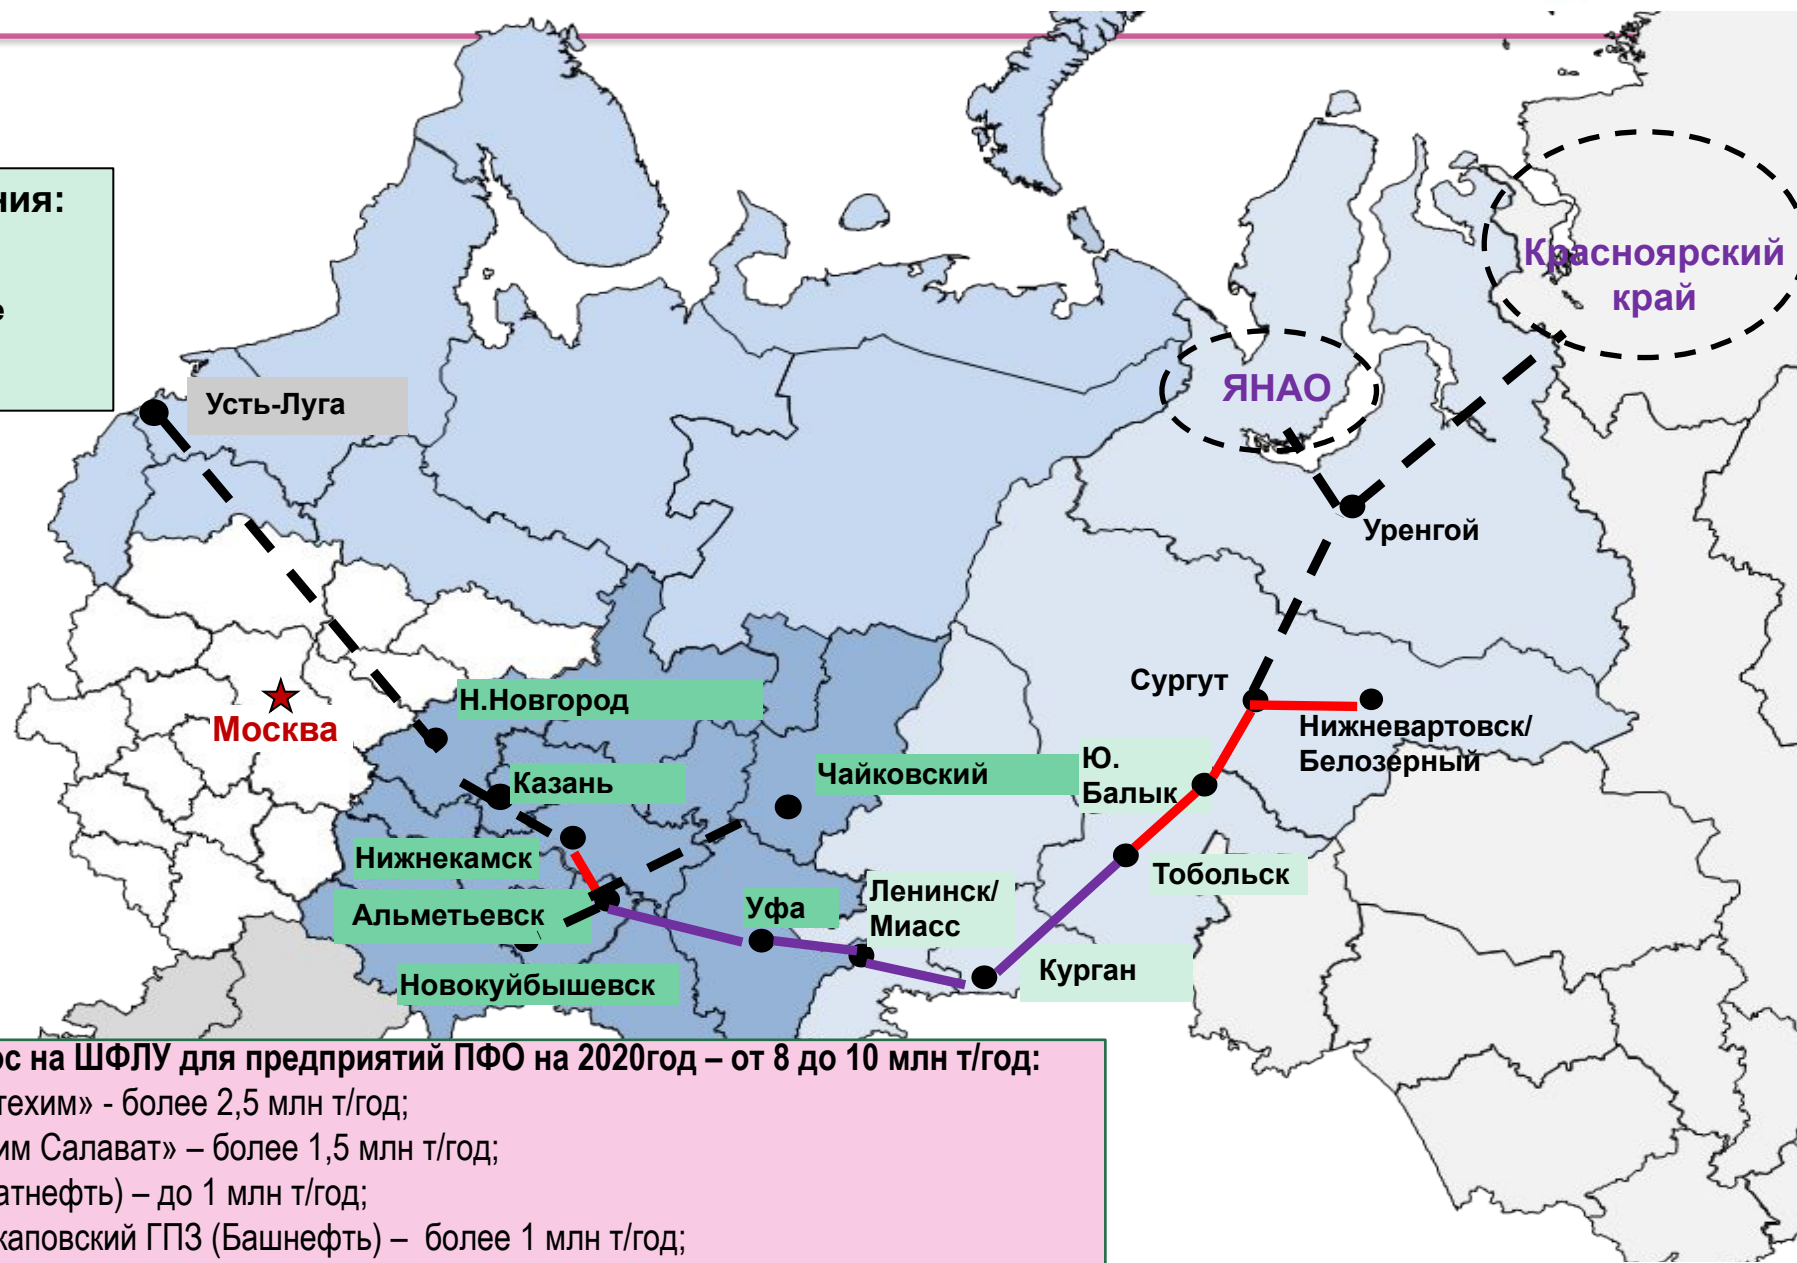 ния:
е
Красноярский
край
ЯНАО
Усть-Луга
Уренгой
Сургут
Н.Новгород
Москва
Нижневартовск/
Белозерный
Ю.
Балык
Чайковский
Казань
Нижнекамск
Тобольск
Ленинск/
Миасс
Уфа
Альметьевск
Курган
Новокуйбышевск
ос на ШФЛУ для предприятий ПФО на 2020год – от 8 до 10 млн т/год:
техим» - более 2,5 млн т/год;
им Салават» – более 1,5 млн т/год;
атнефть) – до 1 млн т/год;
каповский ГПЗ (Башнефть) – более 1 млн т/год;